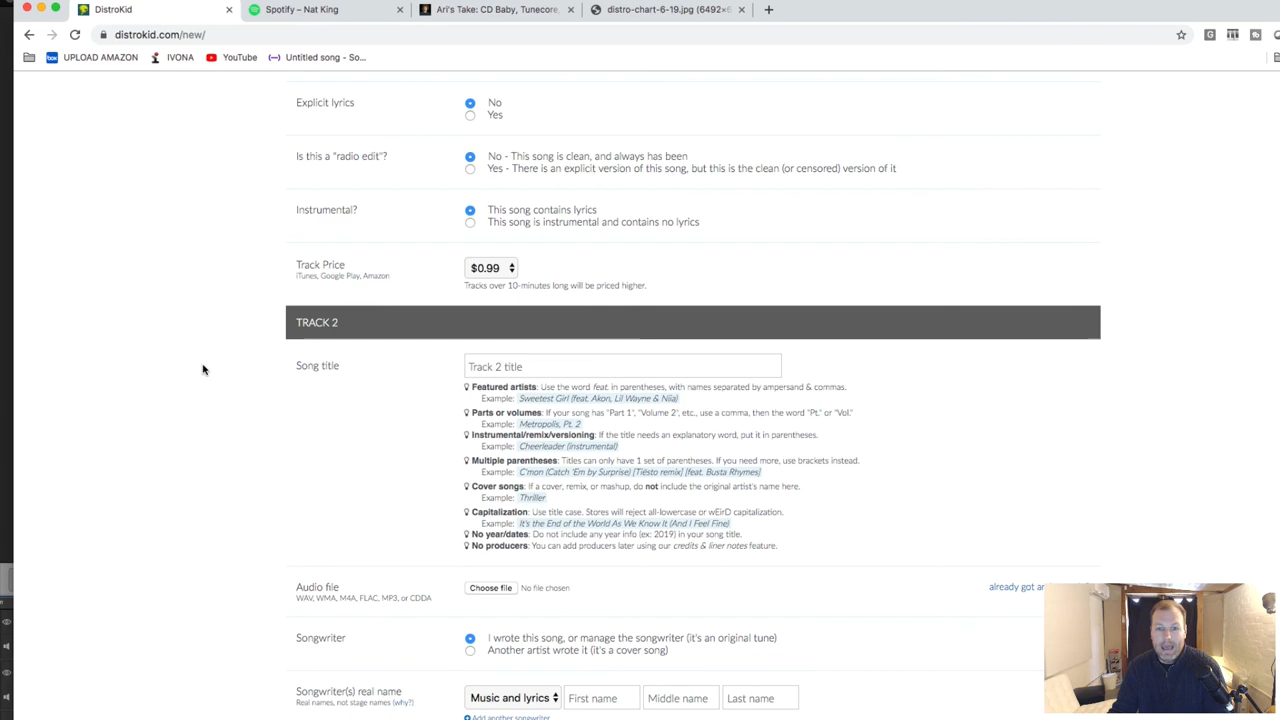 DistroKid
Spotify – Nat King
Ari's Take: CD Baby, Tunecore,
distro-chart-6-19.jpg (6492×6
distrokid.com/new/
UPLOAD AMAZON
IVONA
YouTube
Untitled song - So...
Explicit lyrics
No
Yes
Is this a "radio edit"?
No - This song is clean, and always has been
Yes - There is an explicit version of this song, but this is the clean (or censored) version of it
Instrumental?
This song contains lyrics
This song is instrumental and contains no lyrics
Track Price
iTunes, Google Play, Amazon
$0.99
Tracks over 10-minutes long will be priced higher.
TRACK 2
Song title
Track 2 title
Featured artists: Use the word feat. in parentheses, with names separated by ampersand & commas.
Example: Sweetest Girl (feat. Akon, Lil Wayne & Niia)
Parts or volumes: If your song has "Part 1", "Volume 2", etc., use a comma, then the word "Pt." or "Vol."
Example: Metropolis, Pt. 2
Instrumental/remix/versioning: If the title needs an explanatory word, put it in parentheses.
Example: Cheerleader (instrumental)
Multiple parentheses: Titles can only have 1 set of parentheses. If you need more, use brackets instead.
Example: C'mon (Catch 'Em by Surprise) [Tiësto remix] [feat. Busta Rhymes]
Cover songs: If a cover, remix, or mashup, do not include the original artist's name here.
Example: Thriller
Capitalization: Use title case. Stores will reject all-lowercase or wEirD capitalization.
Example: It's the End of the World As We Know It (And I Feel Fine)
No year/dates: Do not include any year info (ex: 2019) in your song title.
No producers: You can add producers later using our credits & liner notes feature.
Audio file
WAV, WMA, M4A, FLAC, MP3, or CDDA
Choose file
No file chosen
already got an
Songwriter
I wrote this song, or manage the songwriter (it's an original tune)
Another artist wrote it (it's a cover song)
Songwriter(s) real name
Real names, not stage names (why?)
Music and lyrics
First name
Middle name
Last name
Add another songwriter